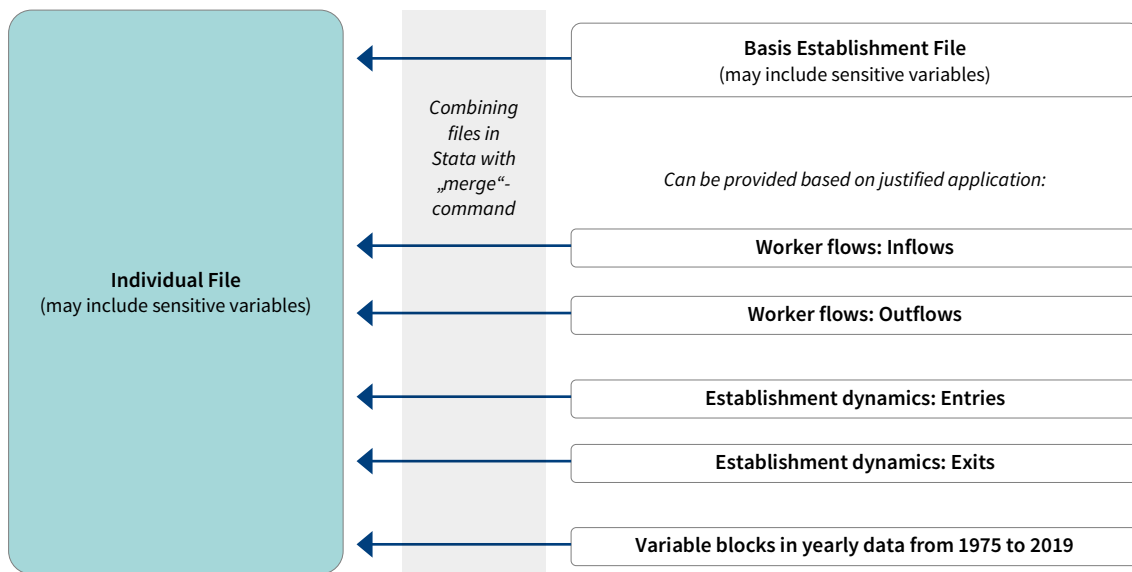 Individual File
(may include sensitive variables)
Combining
files in
Stata with
„merge“-
command
Basis Establishment File
(may include sensitive variables)
Can be provided based on justified application:
Worker flows: Inflows
Worker flows: Outflows
Establishment dynamics: Entries
Establishment dynamics: Exits
Variable blocks in yearly data from 1975 to 2019